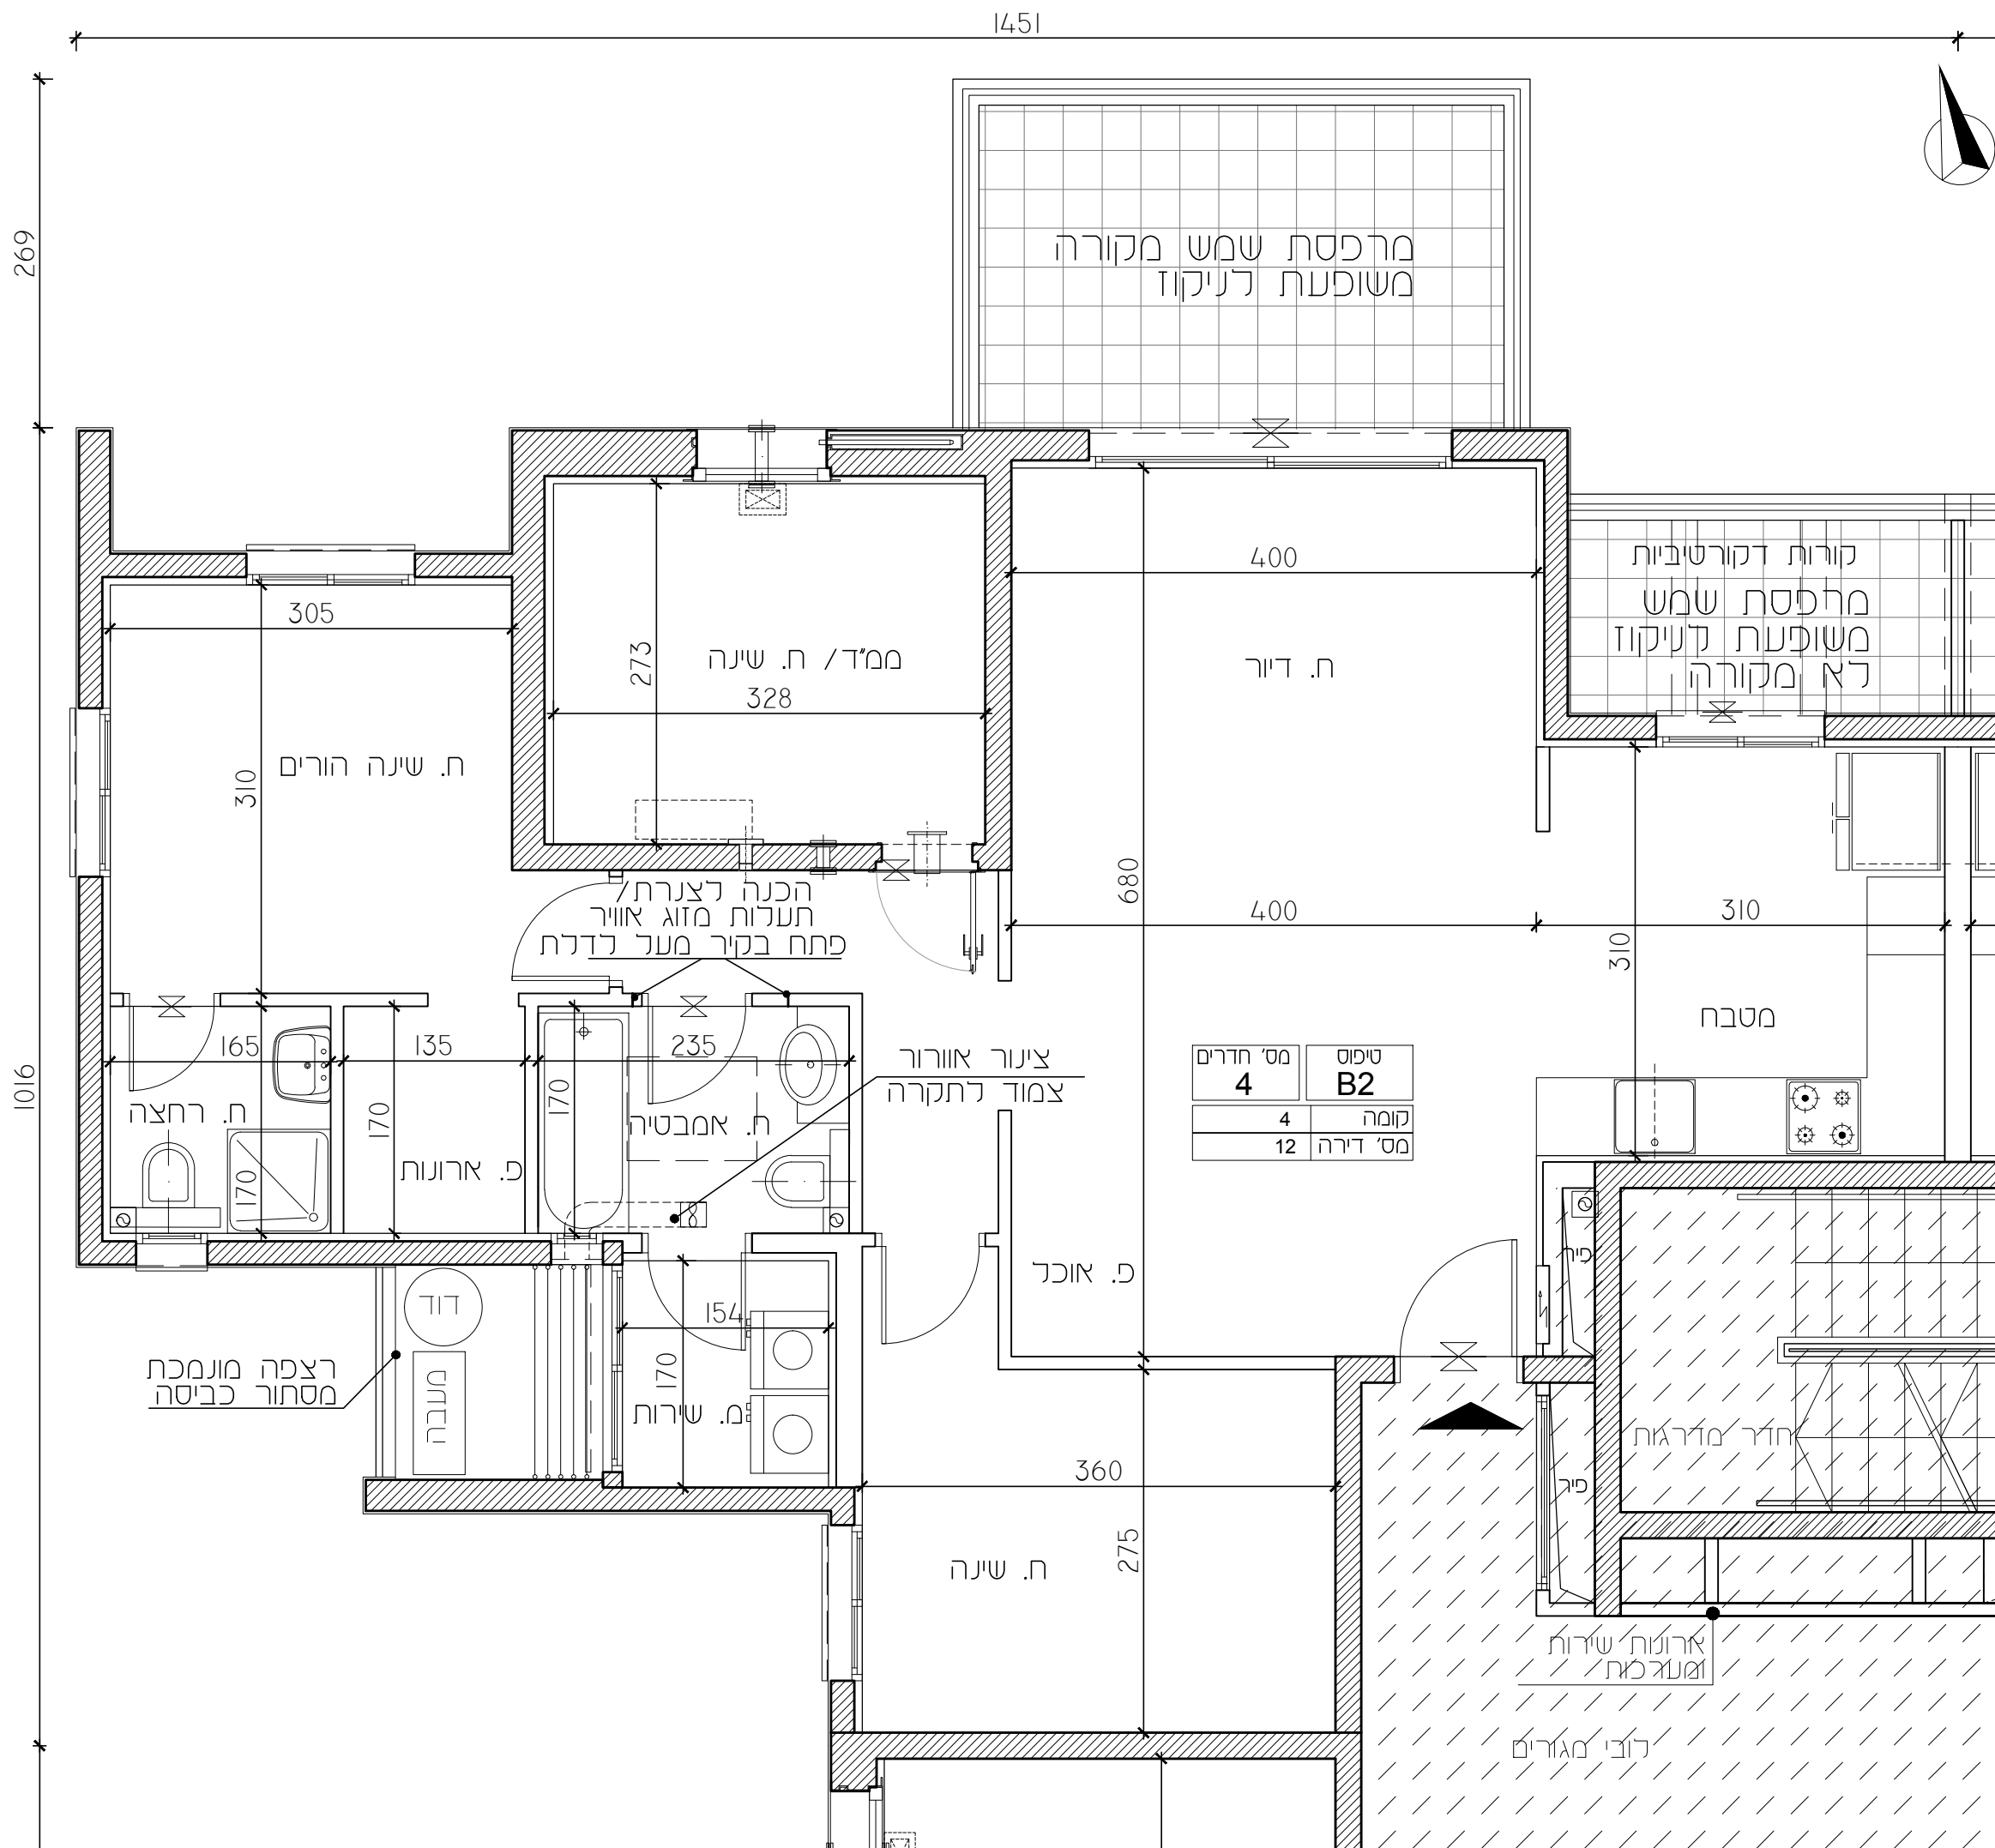 1451
269
מרפסת שמש מקורה
משופעת לניקוז
קורות דקורטיביות
מרפסת שמש
משופעת לניקוז
לא מקורה
400
305
273
ממ"ד/ ח. שינה
328
ח. דיור
ח. שינה הורים
310
680
400
310
310
הכנה לצנרת/
תעלות מזוג אוויר
פתח בקיר מעל לדלת
מטבח
1016
165
135
235
170
170
170
ח. רחצה
פ. ארונות
ח. אמבטיה
צינור אוורור
צמוד לתקרה
טיפוס
B2
מס' חדרים
4
קומה 4
מס' דירה 12
פ. אוכל
פיר
דוד
מעבה
154
170
מ. שירות
רצפה מונמכת
מסתור כביסה
חדר מדרגות
פיר
360
275
ח. שינה
ארונות שירות
ומערכות
לובי מגורים